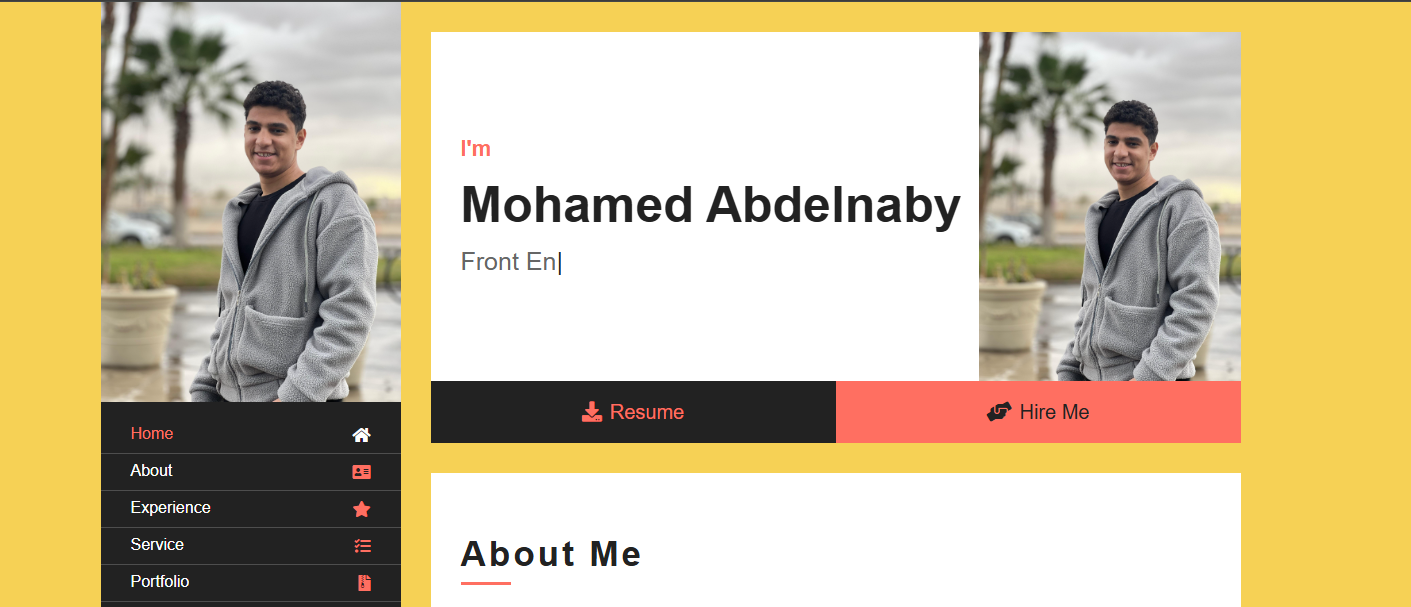 I'm
Mohamed Abdelnaby
Front En|
Resume
Hire Me
Home
About
Experience
Service
Portfolio
About Me